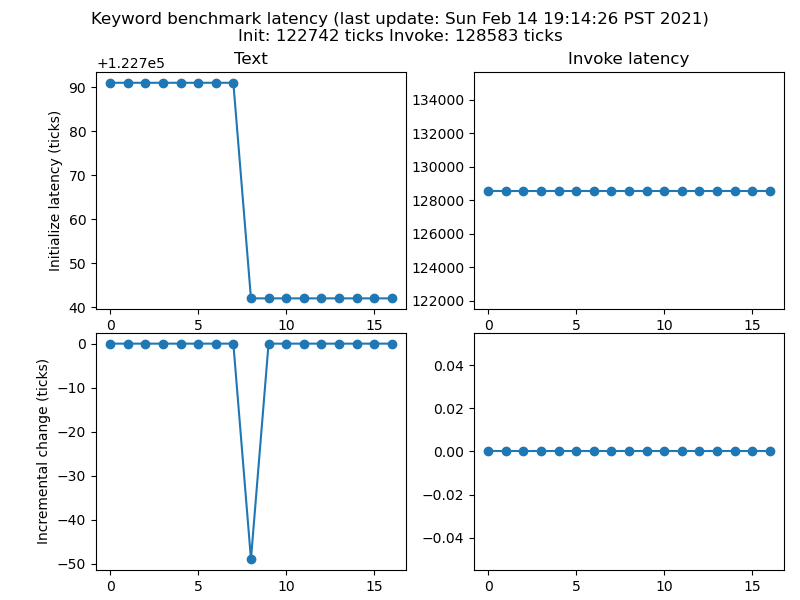 Keyword benchmark latency (last update: Sun Feb 14 19:14:26 PST 2021)
Init: 122742 ticks Invoke: 128583 ticks
Text
Invoke latency
+1.227e5
Initialize latency (ticks)
90
80
70
60
50
40
0 5 10 15
134000
132000
130000
128000
126000
124000
122000
0 5 10 15
Incremental change (ticks)
0
−10
−20
−30
−40
−50
0 5 10 15
0.04
0.02
0.00
−0.02
−0.04
0 5 10 15